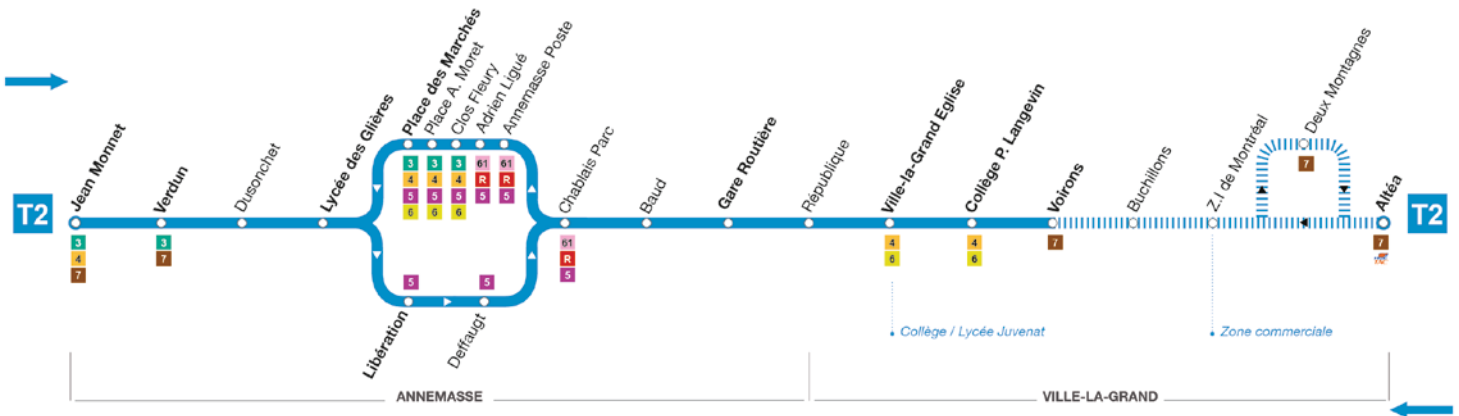 T2
Jean Monnet
3
4
7
Verdun
3
7
Dusonchet
Lycée des Glières
Place des Marchés
3
4
5
6
Place A. Moret
3
4
5
6
Clos Fleury
3
4
5
6
Adrien Ligué
61
R
5
Annemasse Poste
61
R
5
5
Libération
5
Deffaugt
Chablais Parc
61
R
5
Baud
Gare Routière
République
Ville-la-Grand Eglise
4
6
Collège / Lycée Juvenat
Collège P. Langevin
4
6
Voirons
7
Buchillons
Z.I de Montréal
Zone commerciale
Deux Montagnes
7
Altéa
7
T2
ANNEMASSE
VILLE-LA-GRAND